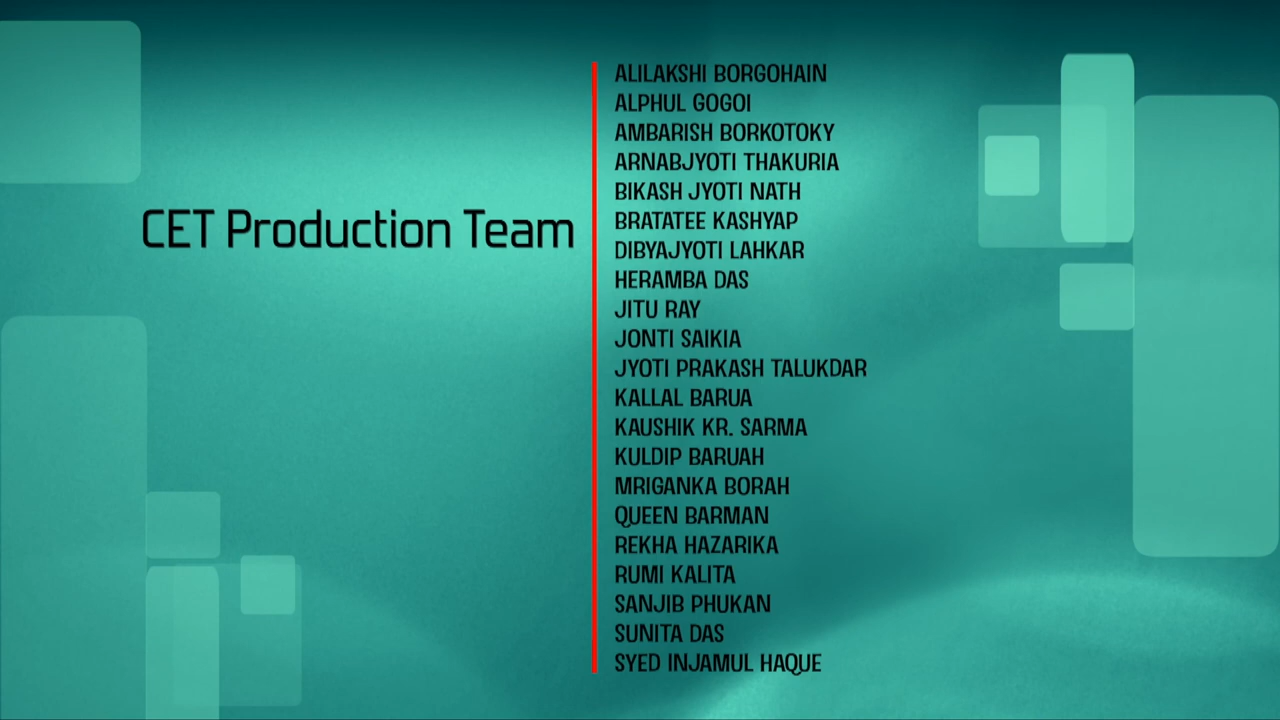 CET Production Team
ALILAKSHI BORGOHAIN
ALPHUL GOGOI
AMBARISH BORKOTOKY
ARNABJYOTI THAKURIA
BIKASH JYOTI NATH
BRATATEE KASHYAP
DIBYAJYOTI LAHKAR
HERAMBA DAS
JITU RAY
JONTI SAIKIA
JYOTI PRAKASH TALUKDAR
KALLAL BARUA
KAUSHIK KR. SARMA
KULDIP BARUAH
MRIGANKA BORAH
QUEEN BARMAN
REKHA HAZARIKA
RUMI KALITA
SANJIB PHUKAN
SUNITA DAS
SYED INJAMUL HAQUE